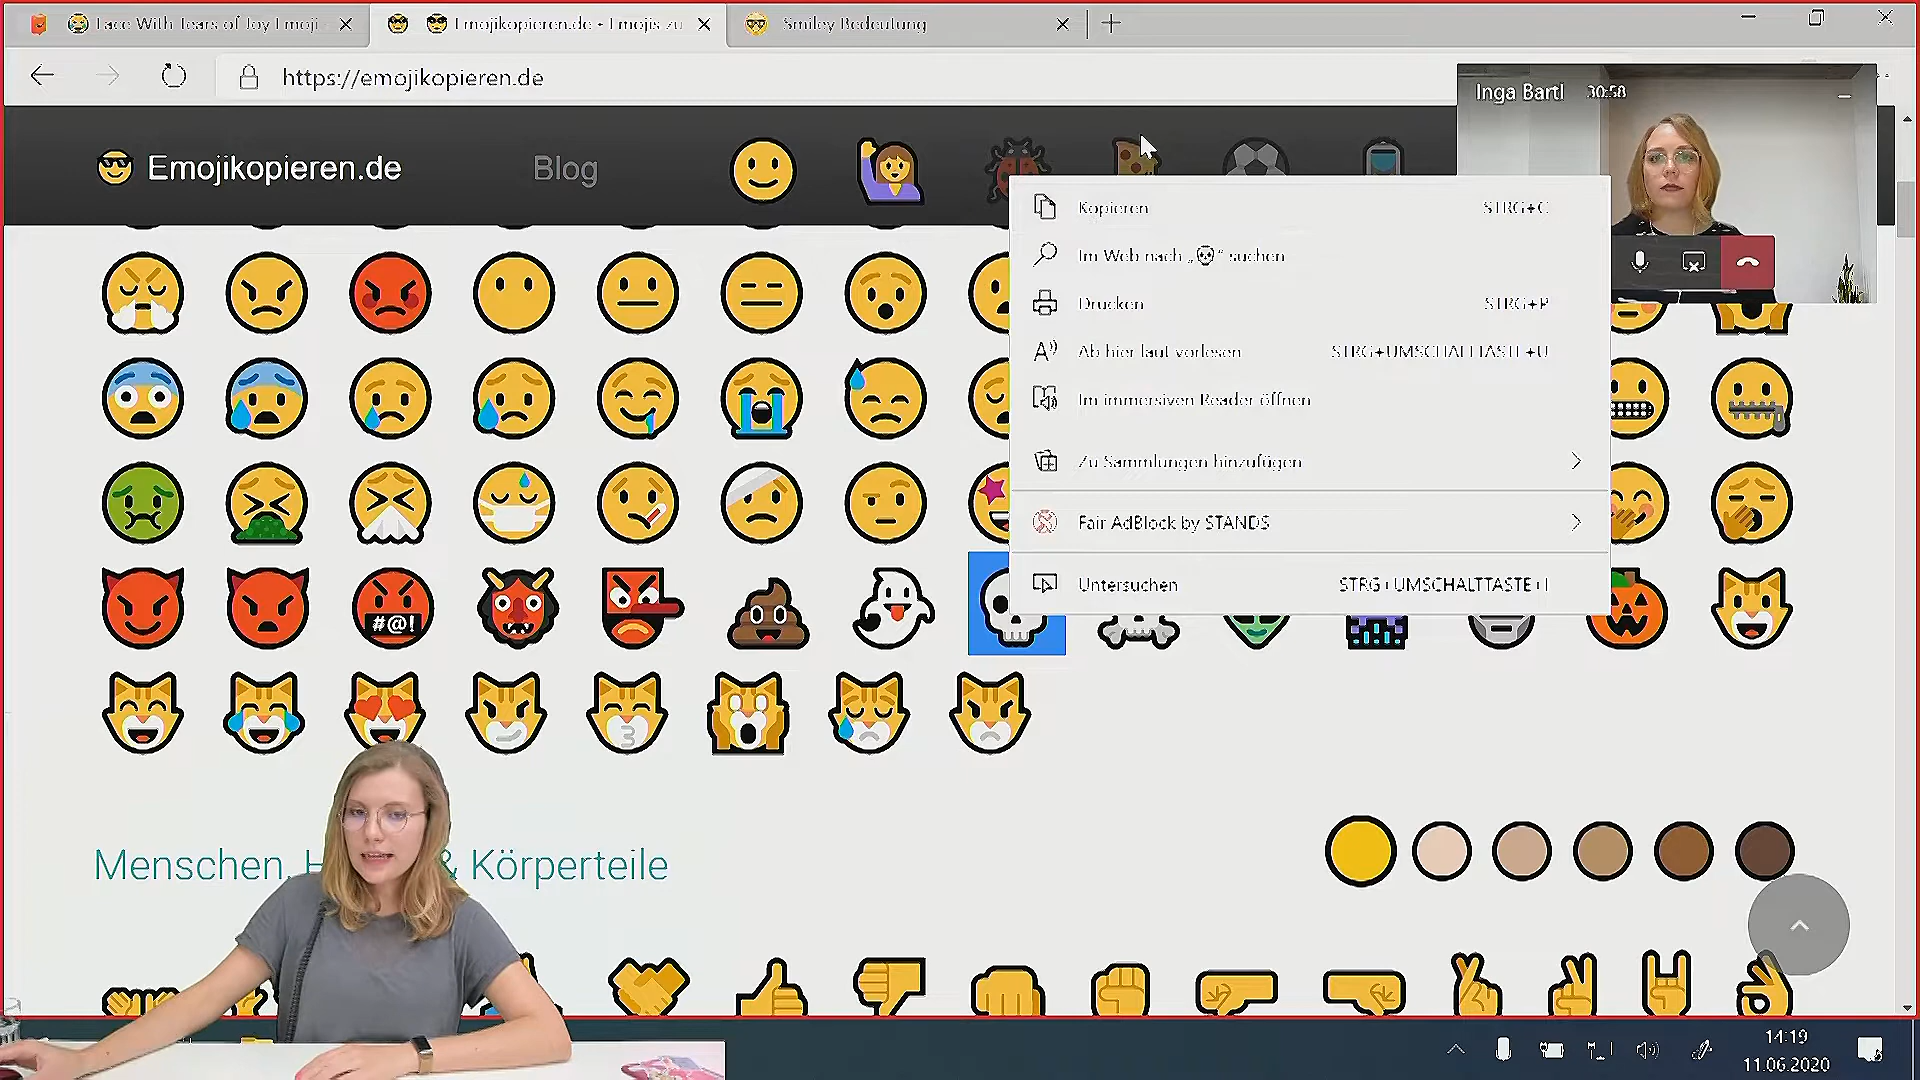 Face With Tears of Joy Emoji
Emojikopieren.de • Emojis zu
Smiley Bedeutung
https://emojikopieren.de
Inga Bartl 30:58
Emojikopieren.de
Blog
Kopieren STRG+C
Im Web nach „💀“ suchen
Drucken STRG+P
Ab hier laut vorlesen STRG+UMSCHALTTASTE+U
Im immersiven Reader öffnen
Zu Sammlungen hinzufügen
Fair AdBlock by STANDS
Untersuchen STRG+UMSCHALTTASTE+I
#@!
Menschen, H & Körperteile
14:19
11.06.2020